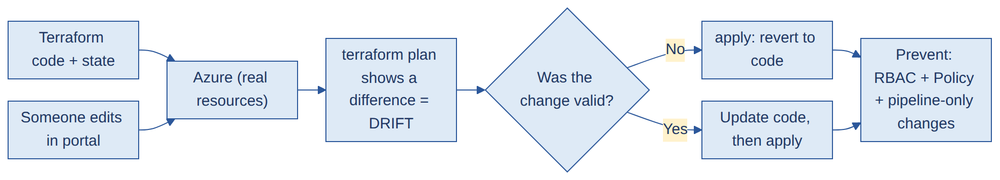 Terraform
code + state
Someone edits
in portal
Azure (real
resources)
terraform plan
shows a
difference =
DRIFT
Was the
change valid?
No
Yes
apply: revert to
code
Update code,
then apply
Prevent:
RBAC + Policy
+ pipeline-only
changes